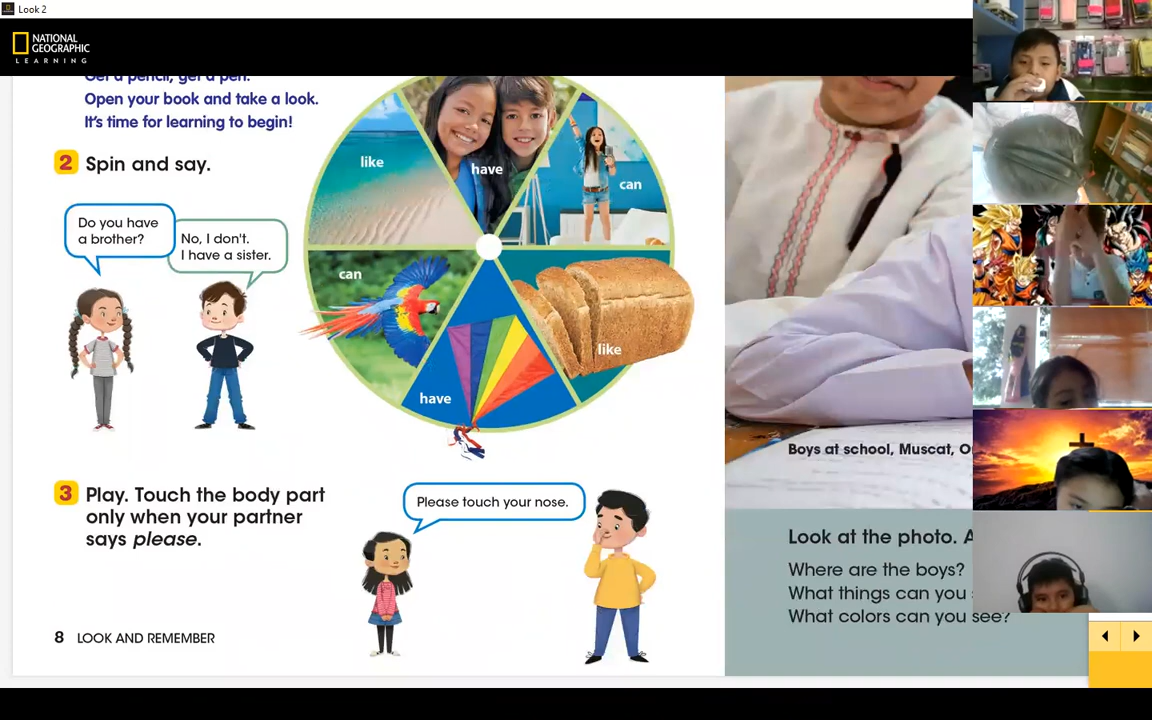 Look 2
NATIONAL
GEOGRAPHIC
LEARNING
Get a pencil, get a pen.
Open your book and take a look.
It's time for learning to begin!
2 Spin and say.
Do you have
a brother?
No, I don't.
I have a sister.
like
have
can
can
have
like
3 Play. Touch the body part
only when your partner
says please.
Please touch your nose.
8 LOOK AND REMEMBER
Boys at school, Muscat, O
Look at the photo. A
Where are the boys?
What things can you
What colors can you see?